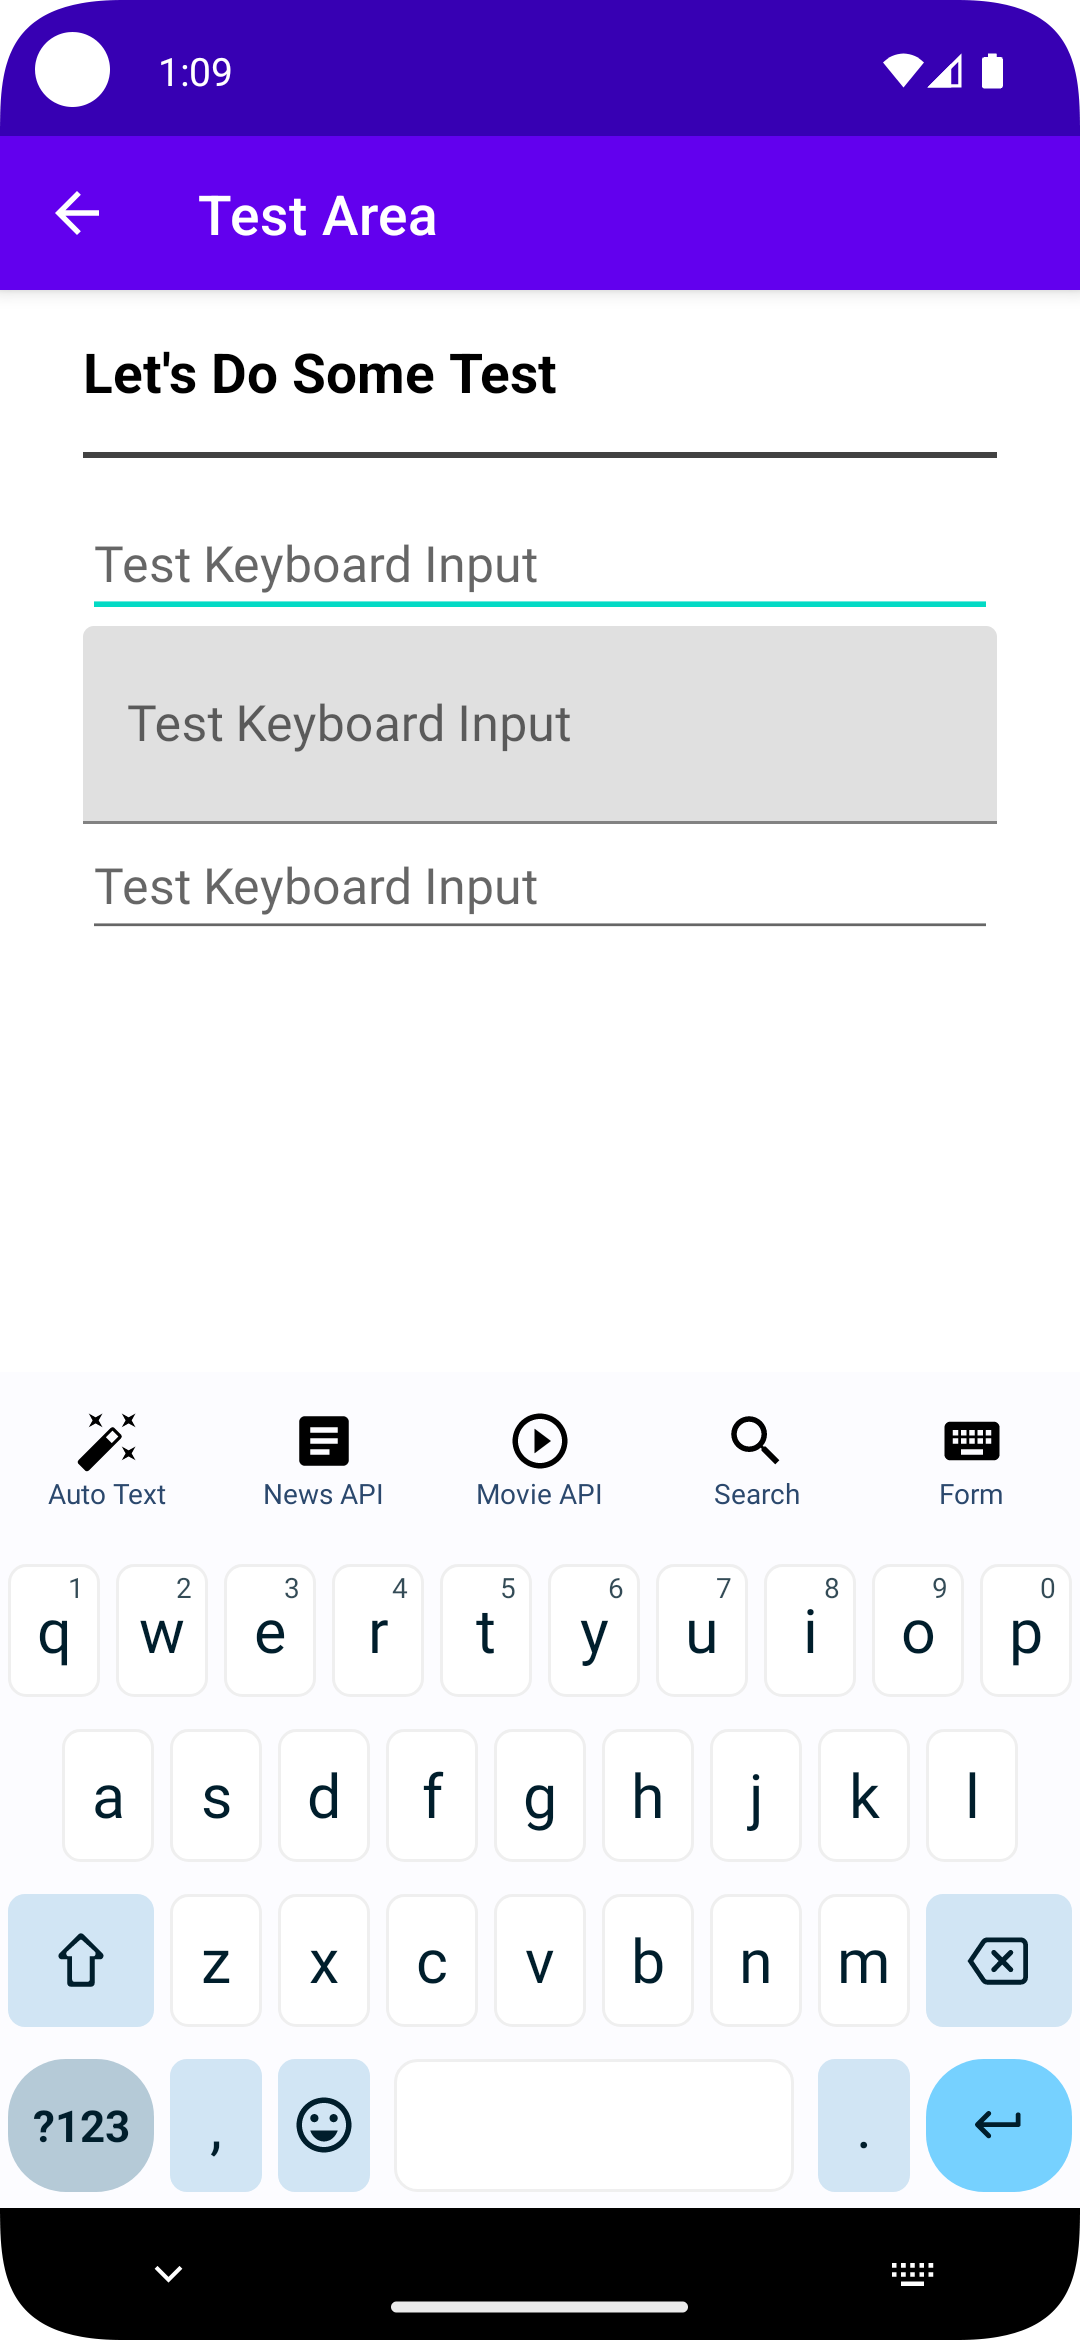 1:09
Test Area
Let's Do Some Test
Test Keyboard Input
Test Keyboard Input
Test Keyboard Input
Auto Text News API Movie API Search Form
1 2 3 4 5 6 7 8 9 0
q w e r t y u i o p
a s d f g h j k l
z x c v b n m
?123 , .